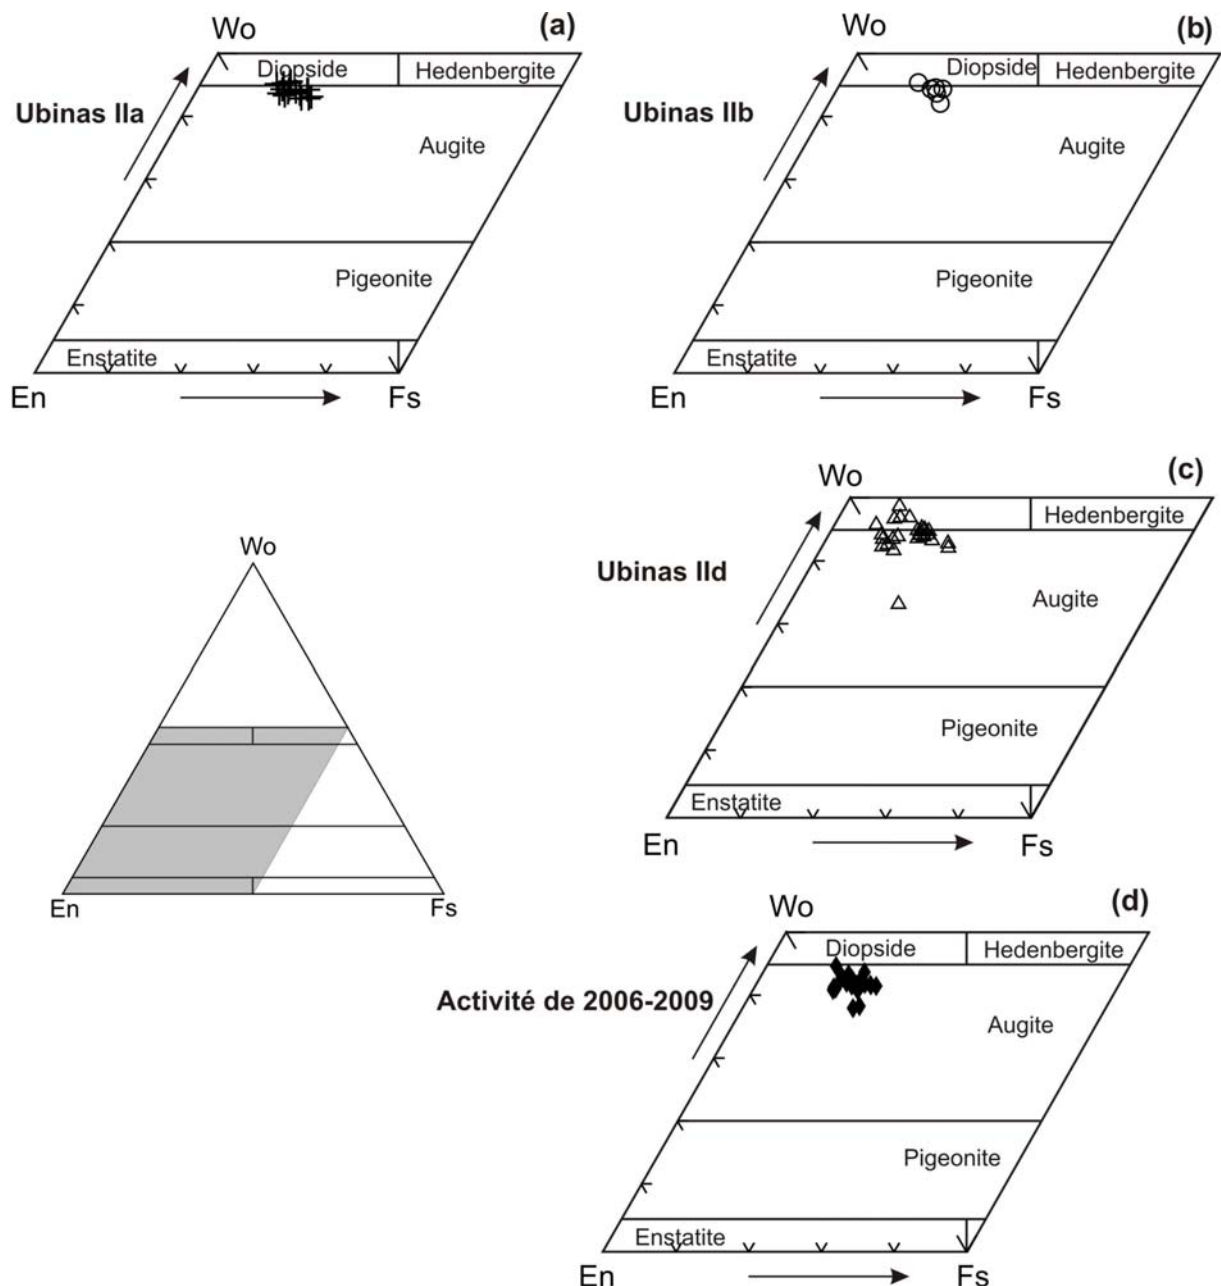 (a)
Wo
Diopside
Hedenbergite
Ubinas IIa
Augite
Pigeonite
Enstatite
En
Fs
(b)
Wo
Diopside
Hedenbergite
Ubinas IIb
Augite
Pigeonite
Enstatite
En
Fs
(c)
Wo
Hedenbergite
Ubinas IId
Augite
Pigeonite
Enstatite
En
Fs
Wo
En
Fs
(d)
Wo
Diopside
Hedenbergite
Activité de 2006-2009
Augite
Pigeonite
Enstatite
En
Fs